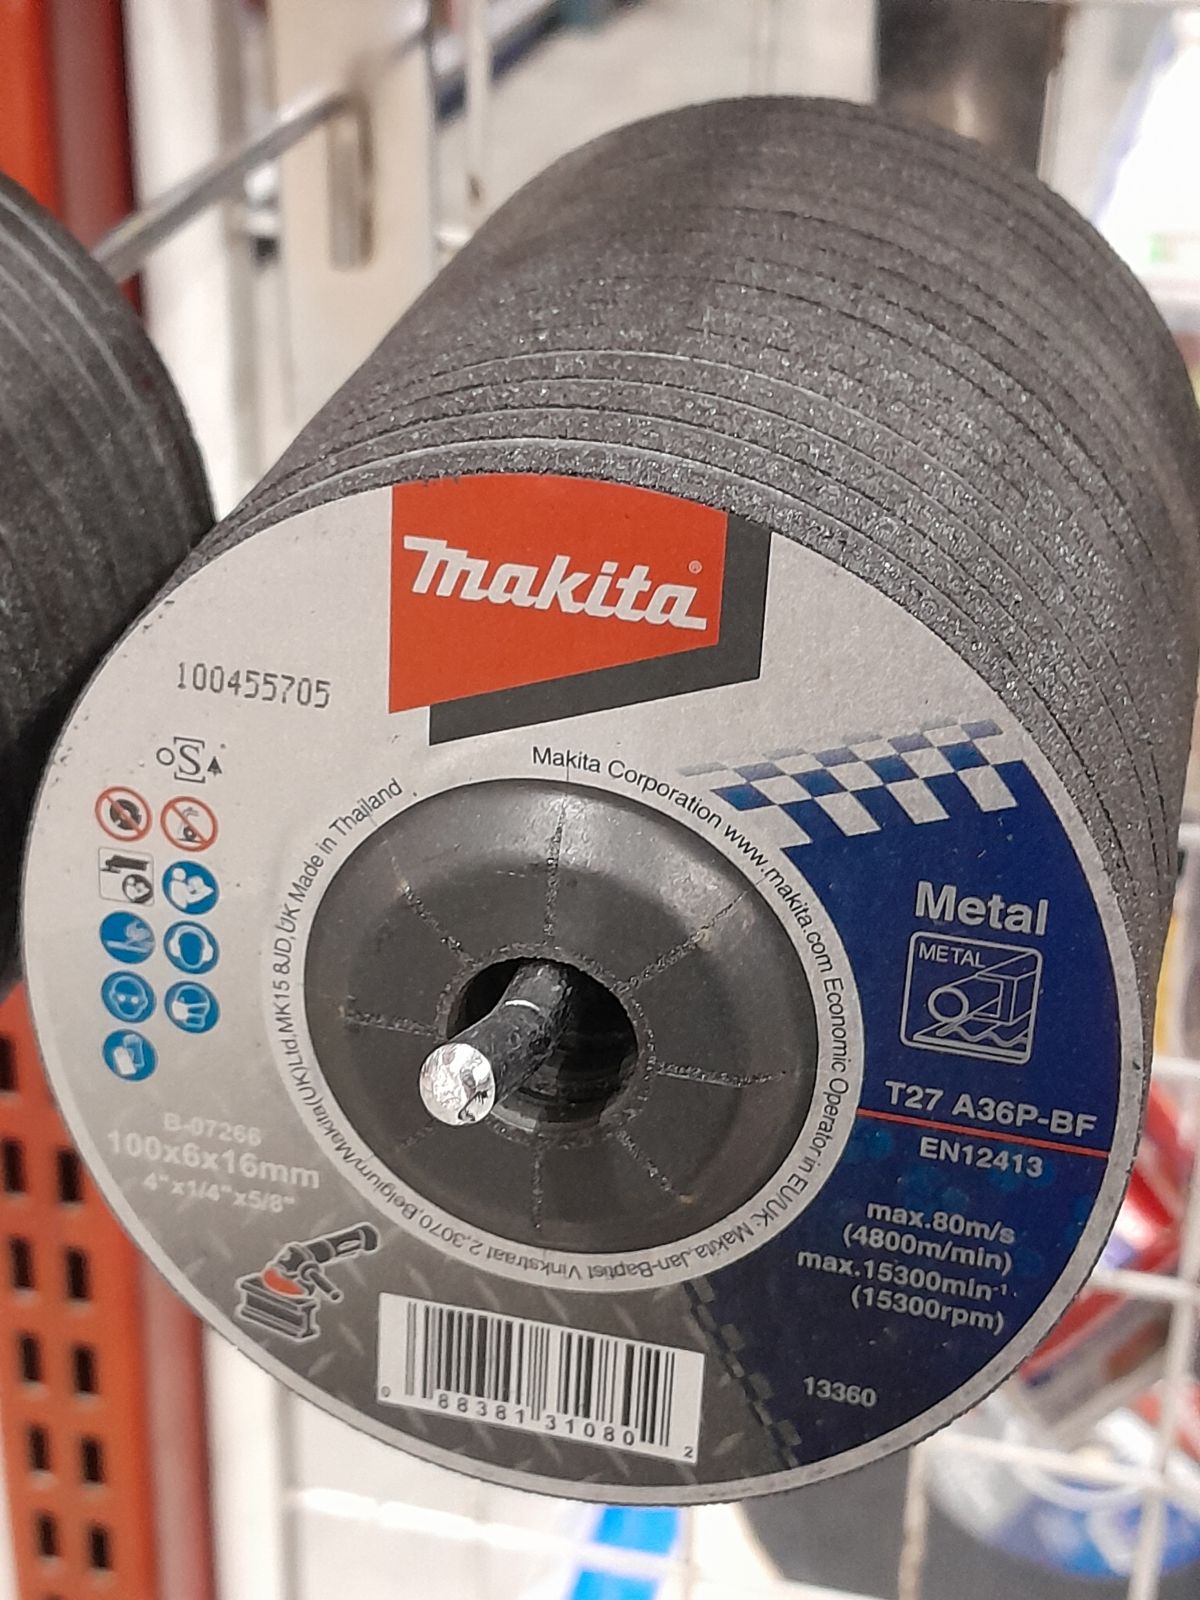 makita®
100455705
Makita Corporation www.makita.com Economic Operator in EU/UK: Makita,Jan-Baptist Vinkstraat 2,3070,Belgium/Makita(UK)Ltd,MK15 8JD,UK Made in Thailand
Metal
METAL
T27 A36P-BF
EN12413
max.80m/s
(4800m/min)
max.15300min⁻¹
(15300rpm)
13360
B-07266
100x6x16mm
4"x1/4"x5/8"
0 88381 31080 2